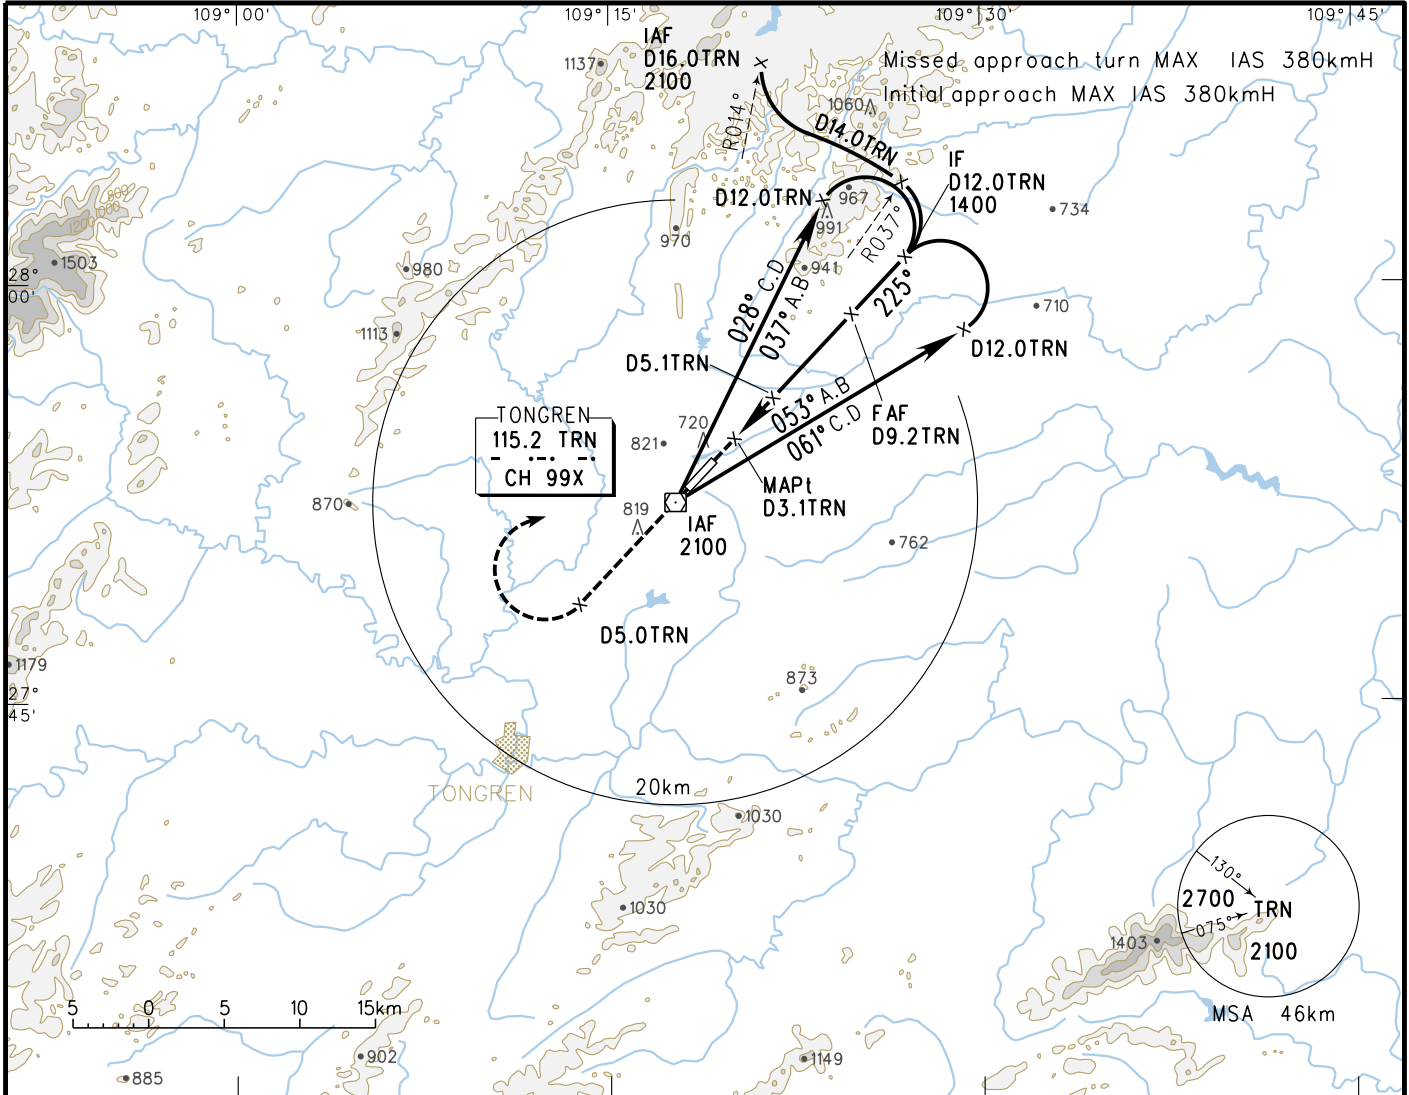 109° 00'
109° 15'
109° 30'
109° 45'
IAF
D16.0TRN
2100
1137
Missed approach turn MAX IAS 380kmH
Initial approach MAX IAS 380kmH
1060
R014°
D14.0TRN
IF
D12.0TRN
1400
800
1000
1200
D12.0TRN
967
991
734
970
R037°
1503
980
941
28°
00'
225°
028° C.D
037° A.B
710
1113
D12.0TRN
D5.1TRN
053° A.B
061° C.D
FAF
D9.2TRN
TONGREN
115.2 TRN
- ·-· -·
CH 99X
720
821
MAPt
D3.1TRN
870
819
IAF
2100
762
D5.0TRN
1179
873
27°
45'
TONGREN
20km
1030
130°
2700
TRN
075°
2100
1030
1403
MSA 46km
5 0 5 10 15km
902
885
1149